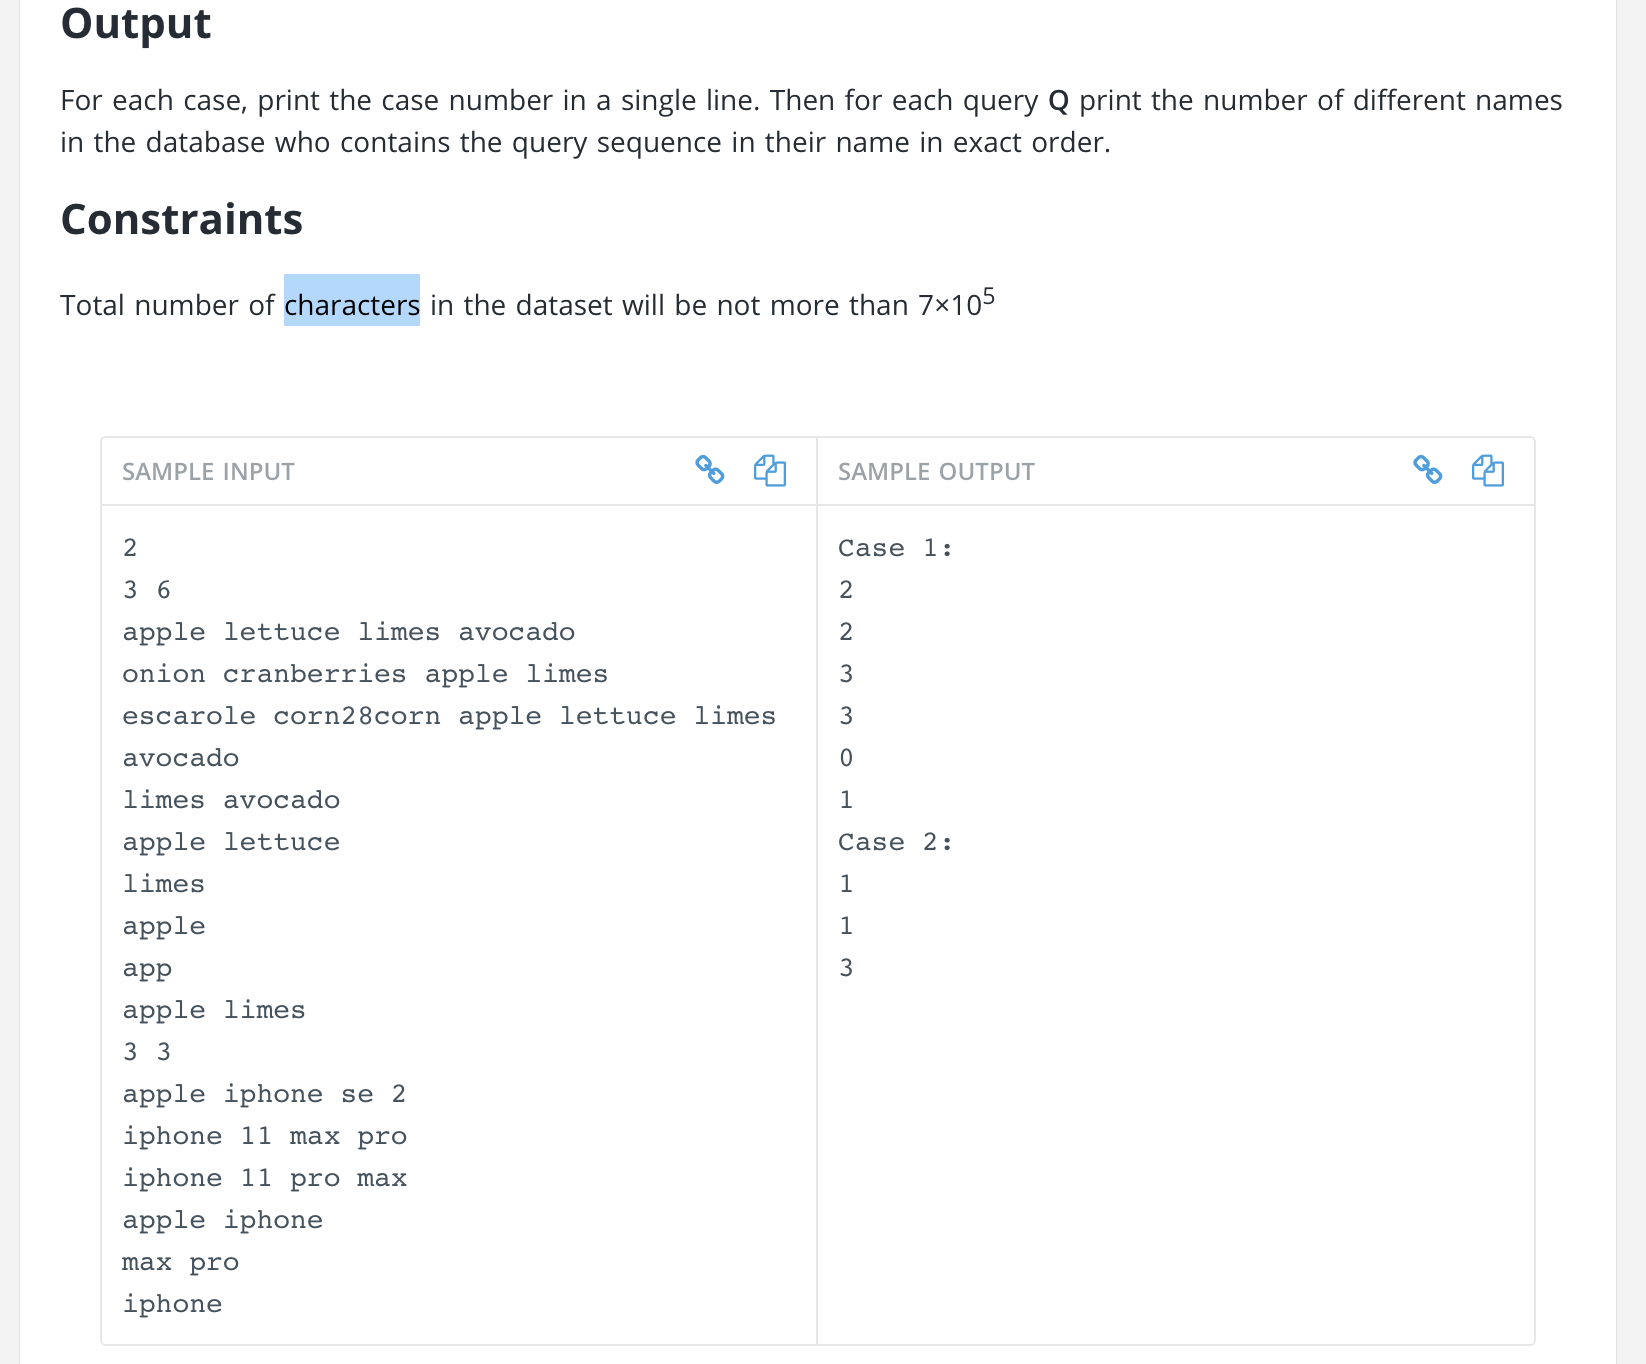 Output
For each case, print the case number in a single line. Then for each query Q print the number of different names
in the database who contains the query sequence in their name in exact order.
Constraints
Total number of characters in the dataset will be not more than 7×10⁵
SAMPLE INPUT
2
3 6
apple lettuce limes avocado
onion cranberries apple limes
escarole corn28corn apple lettuce limes
avocado
limes avocado
apple lettuce
limes
apple
app
apple limes
3 3
apple iphone se 2
iphone 11 max pro
iphone 11 pro max
apple iphone
max pro
iphone
SAMPLE OUTPUT
Case 1:
2
2
3
3
0
1
Case 2:
1
1
3